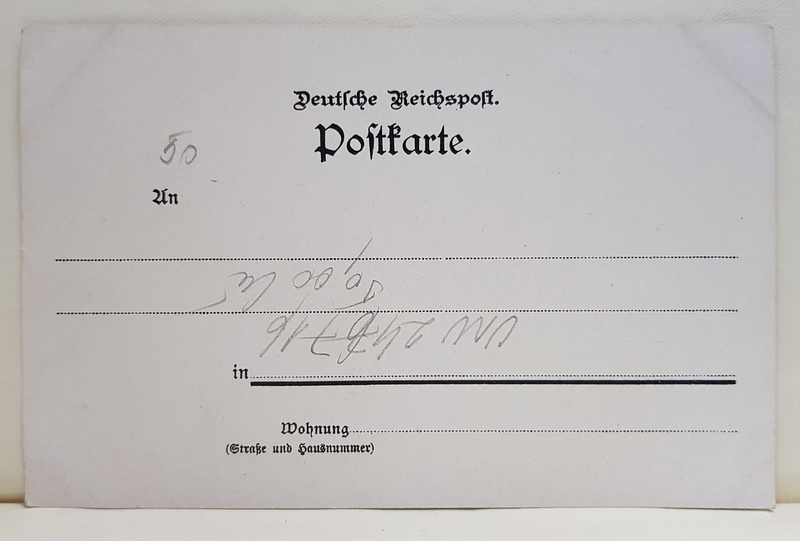 Deutsche Reichspost.
Postkarte.
50
An
in
Wohnung
(Straße und Hausnummer)